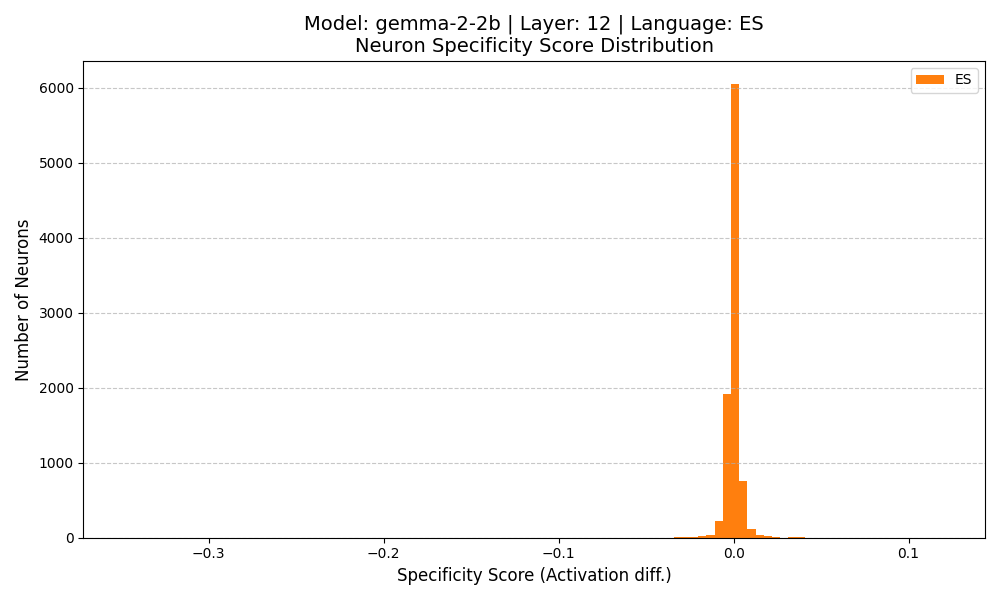 Model: gemma-2-2b | Layer: 12 | Language: ES
Neuron Specificity Score Distribution
ES
6000
5000
4000
3000
2000
1000
0
Number of Neurons
−0.3
−0.2
−0.1
0.0
0.1
Specificity Score (Activation diff.)